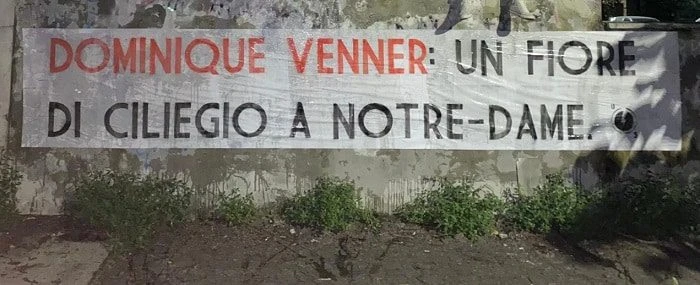 DOMINIQUE VENNER: UN FIORE
DI CILIEGIO A NOTRE-DAME.